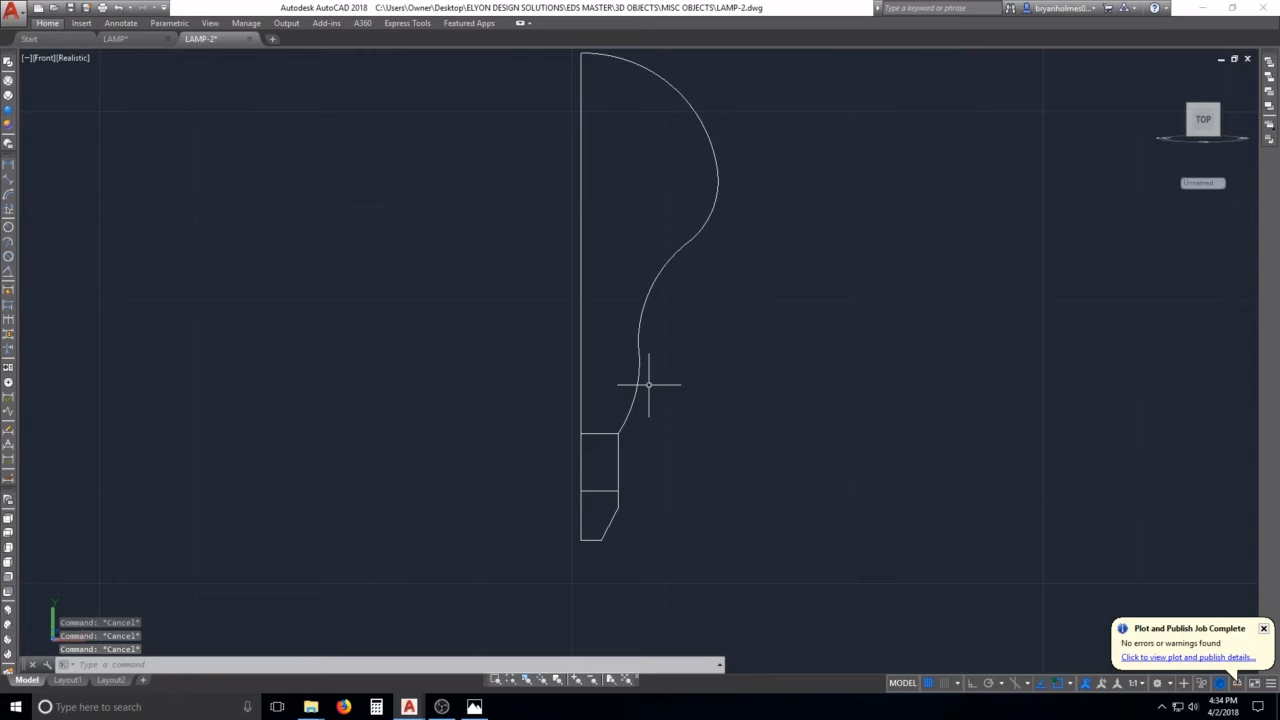 Autodesk AutoCAD 2018 C:\Users\Owner\Desktop\ELYON DESIGN SOLUTIONS\EDS MASTER\3D OBJECTS\MISC OBJECTS\LAMP-2.dwg
Type a keyword or phrase
bryanholmes0...
Home Insert Annotate Parametric View Manage Output Add-ins A360 Express Tools Featured Apps
Start LAMP* LAMP-2*
[−][Front][Realistic]
TOP
Unnamed
Y
Command: *Cancel*
Command: *Cancel*
Command: *Cancel*
Type a command
Plot and Publish Job Complete
No errors or warnings found
Click to view plot and publish details...
Model Layout1 Layout2
MODEL
1:1
Type here to search
4:34 PM
4/2/2018